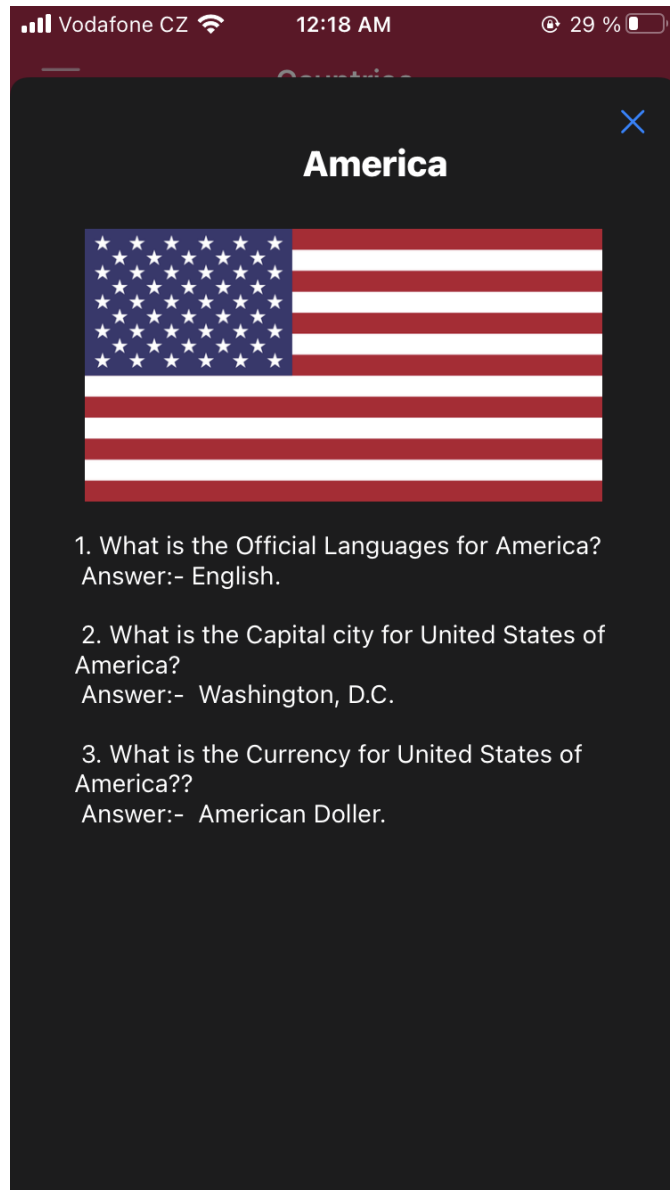 Vodafone CZ 12:18 AM 29 %
Countries
America
1. What is the Official Languages for America?
Answer:- English.
2. What is the Capital city for United States of
America?
Answer:- Washington, D.C.
3. What is the Currency for United States of
America??
Answer:- American Doller.